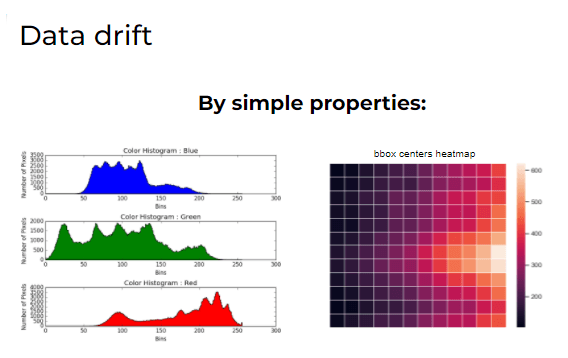 Data drift
By simple properties:
Color Histogram : Blue
Number of Pixels
3500
3000
2500
2000
1500
1000
500
0
0 50 100 150 200 250 300
Bins
Color Histogram : Green
Number of Pixels
2000
1500
1000
500
0
0 50 100 150 200 250 300
Bins
Color Histogram : Red
Number of Pixels
4000
3500
3000
2500
2000
1500
1000
500
0
0 50 100 150 200 250 300
Bins
bbox centers heatmap
600
500
400
300
200